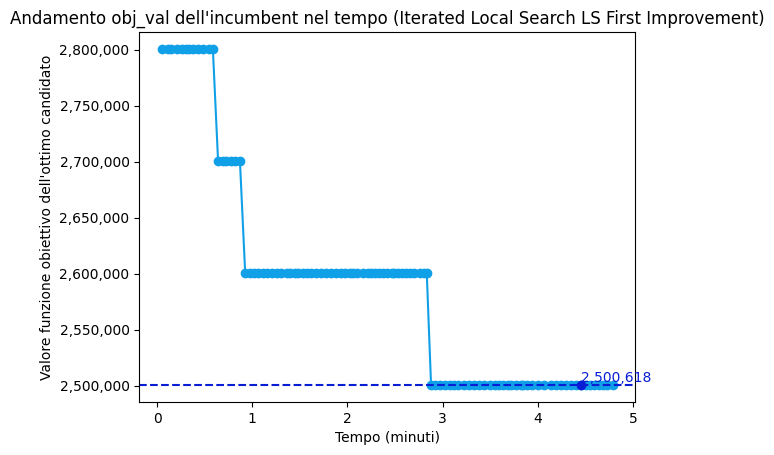 Andamento obj_val dell'incumbent nel tempo (Iterated Local Search LS First Improvement)
Valore funzione obiettivo dell'ottimo candidato
2,800,000
2,750,000
2,700,000
2,650,000
2,600,000
2,550,000
2,500,000
2,500,618
0 1 2 3 4 5
Tempo (minuti)